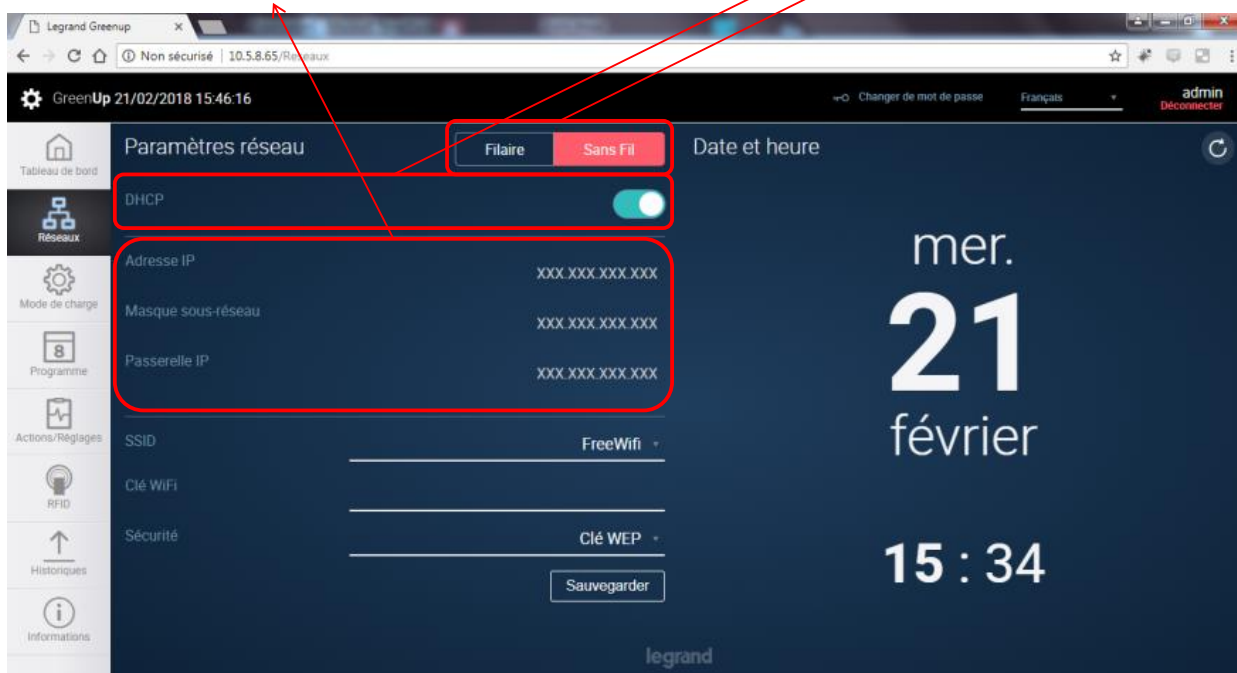 Legrand Greenup
Non sécurisé | 10.5.8.65/Reseaux
GreenUp 21/02/2018 15:46:16
Changer de mot de passe
Français
admin
Déconnecter
Tableau de bord
Réseaux
Mode de charge
8
Programme
Actions/Réglages
RFID
Historiques
Informations
Paramètres réseau
Filaire
Sans Fil
DHCP
Adresse IP
XXX.XXX.XXX.XXX
Masque sous-réseau
XXX.XXX.XXX.XXX
Passerelle IP
XXX.XXX.XXX.XXX
SSID
FreeWifi
Clé WiFi
Sécurité
Clé WEP
Sauvegarder
Date et heure
mer.
21
février
15 : 34
legrand